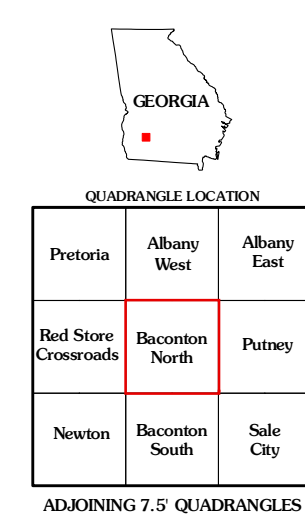 GEORGIA
QUADRANGLE LOCATION
Pretoria
Albany
West
Albany
East
Red Store
Crossroads
Baconton
North
Putney
Newton
Baconton
South
Sale
City
ADJOINING 7.5' QUADRANGLES